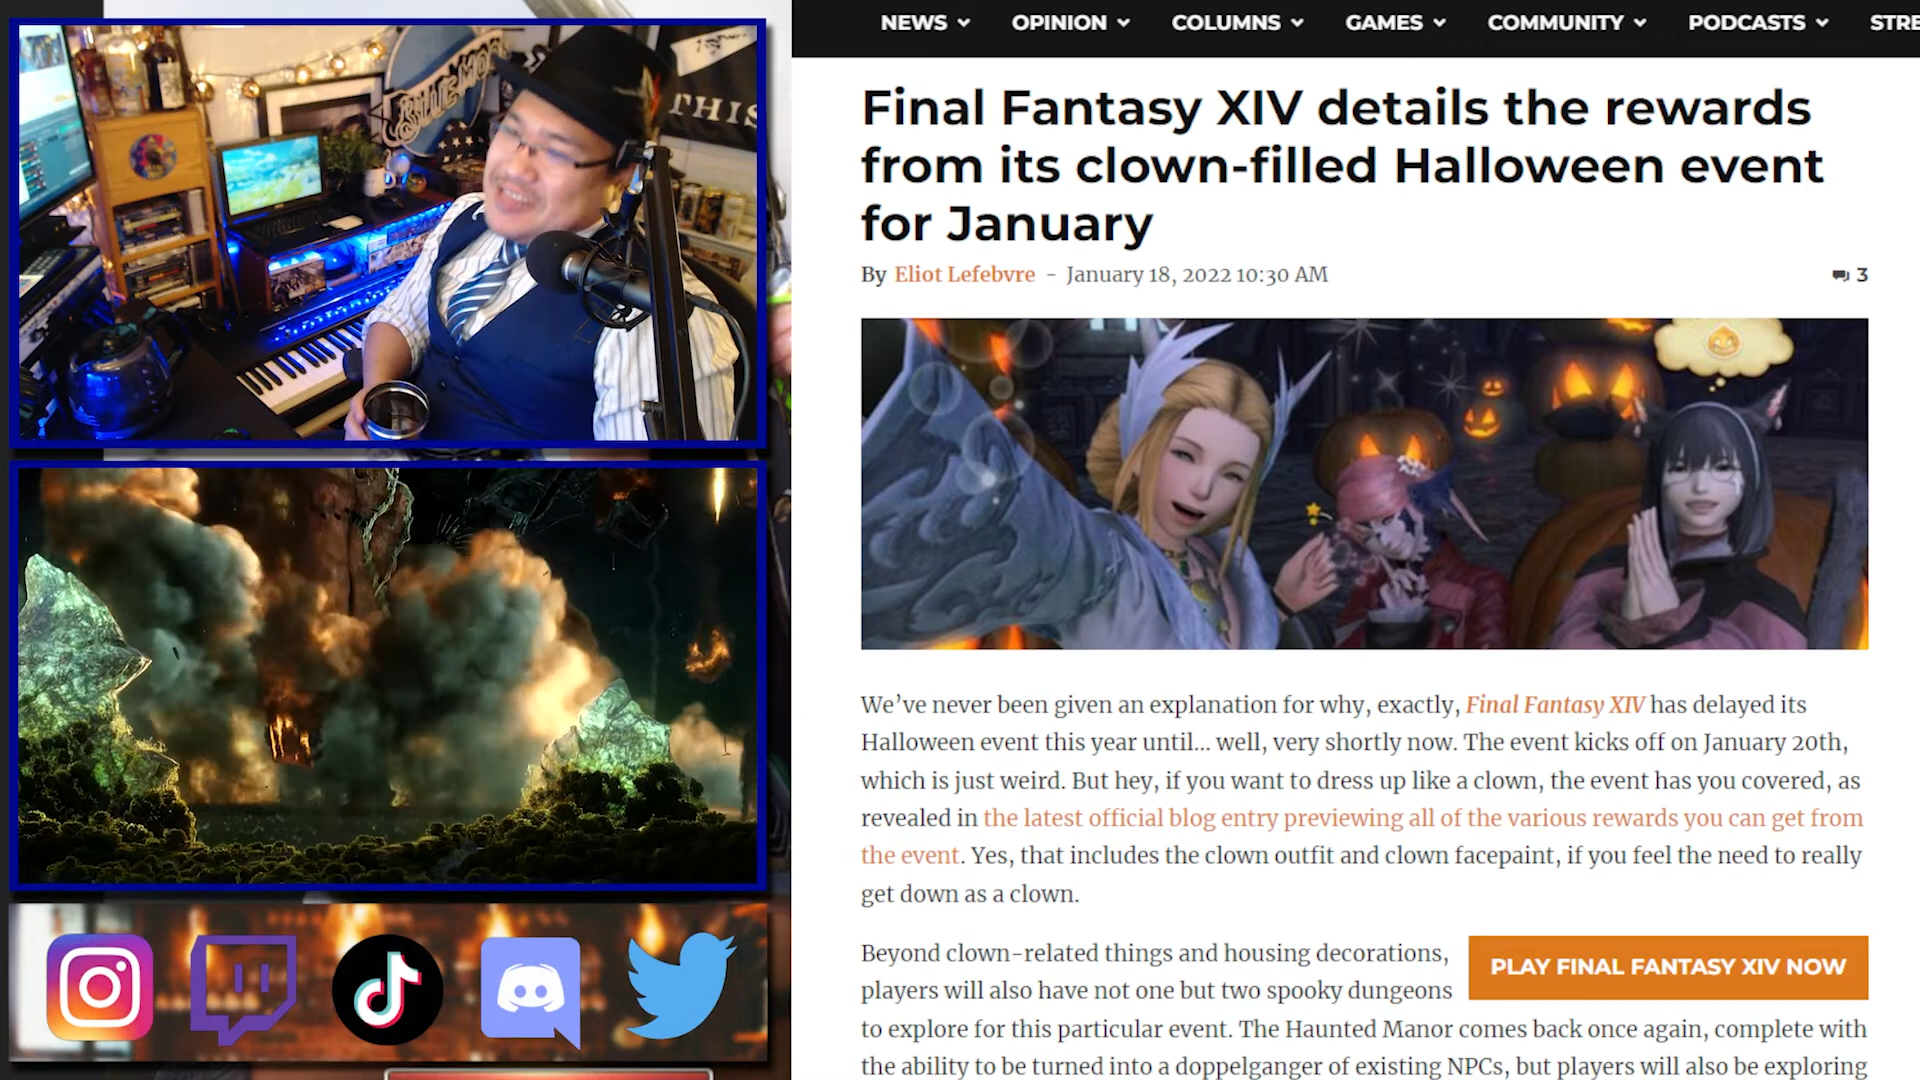 NEWS OPINION COLUMNS GAMES COMMUNITY PODCASTS STRE
Final Fantasy XIV details the rewards
from its clown-filled Halloween event
for January
By Eliot Lefebvre - January 18, 2022 10:30 AM 3
We’ve never been given an explanation for why, exactly, Final Fantasy XIV has delayed its
Halloween event this year until… well, very shortly now. The event kicks off on January 20th,
which is just weird. But hey, if you want to dress up like a clown, the event has you covered, as
revealed in the latest official blog entry previewing all of the various rewards you can get from
the event. Yes, that includes the clown outfit and clown facepaint, if you feel the need to really
get down as a clown.
Beyond clown-related things and housing decorations,
players will also have not one but two spooky dungeons
PLAY FINAL FANTASY XIV NOW
to explore for this particular event. The Haunted Manor comes back once again, complete with
the ability to be turned into a doppelganger of existing NPCs, but players will also be exploring
BLUE MOO
THIS